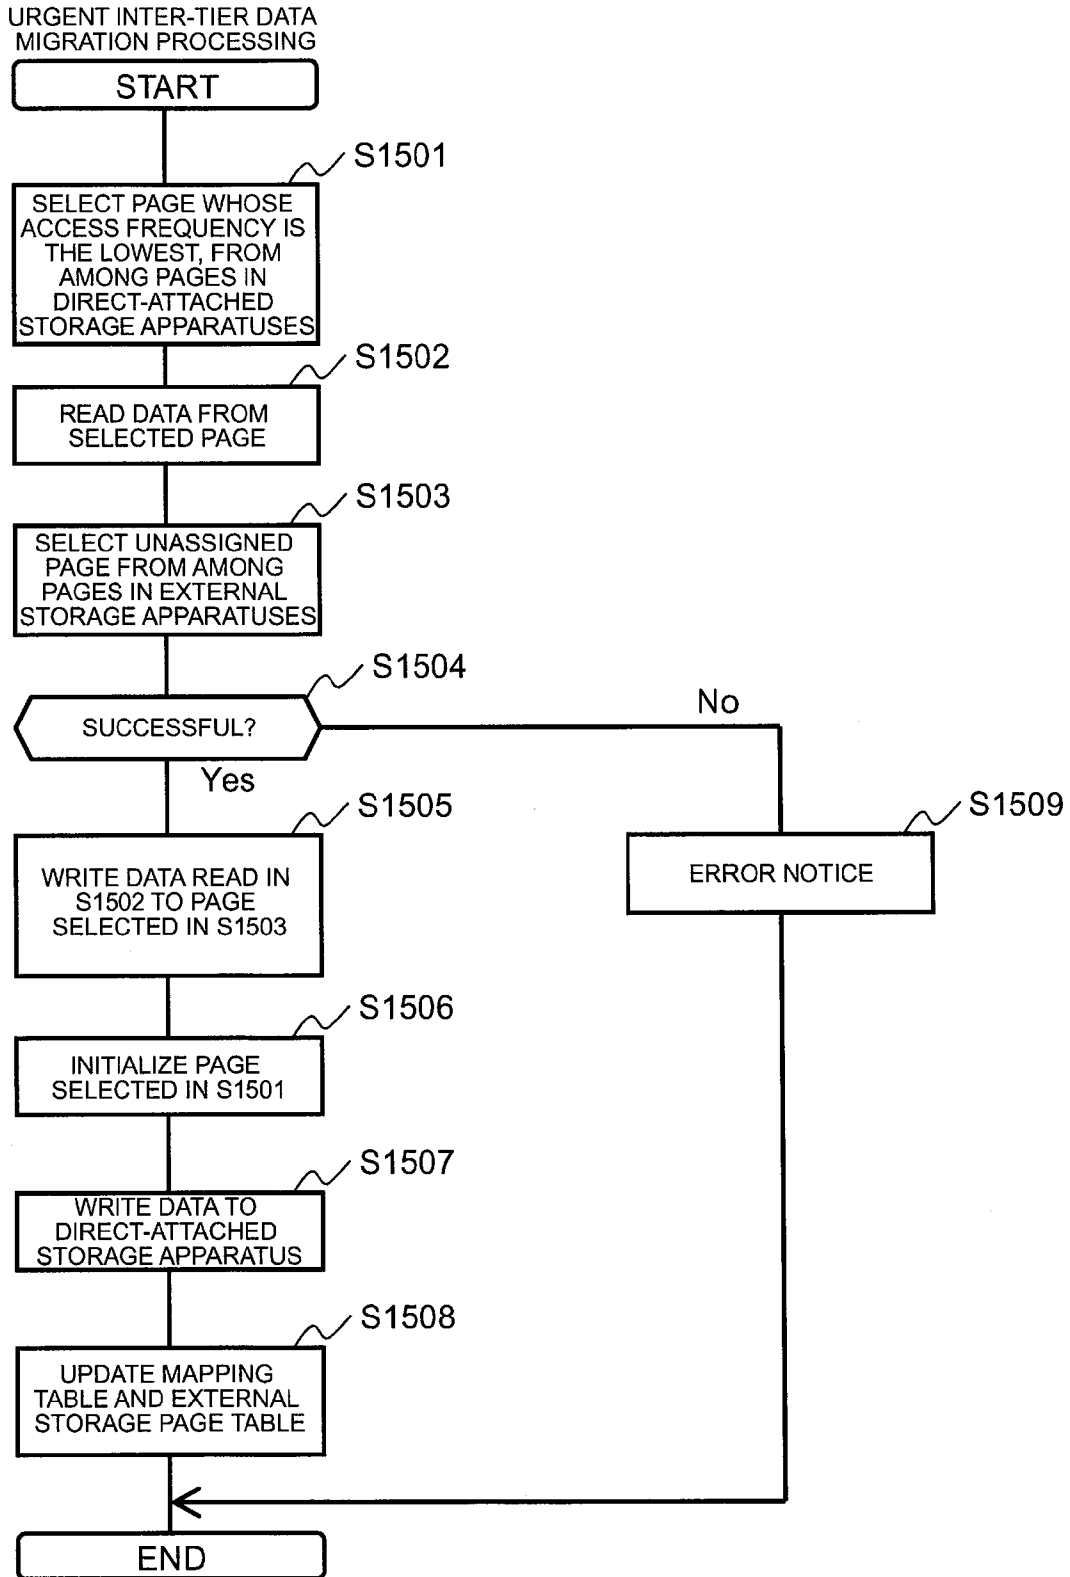 URGENT INTER-TIER DATA
MIGRATION PROCESSING
START
S1501
SELECT PAGE WHOSE
ACCESS FREQUENCY IS
THE LOWEST, FROM
AMONG PAGES IN
DIRECT-ATTACHED
STORAGE APPARATUSES
S1502
READ DATA FROM
SELECTED PAGE
S1503
SELECT UNASSIGNED
PAGE FROM AMONG
PAGES IN EXTERNAL
STORAGE APPARATUSES
S1504
SUCCESSFUL?
No
Yes
S1505
WRITE DATA READ IN
S1502 TO PAGE
SELECTED IN S1503
S1509
ERROR NOTICE
S1506
INITIALIZE PAGE
SELECTED IN S1501
S1507
WRITE DATA TO
DIRECT-ATTACHED
STORAGE APPARATUS
S1508
UPDATE MAPPING
TABLE AND EXTERNAL
STORAGE PAGE TABLE
END